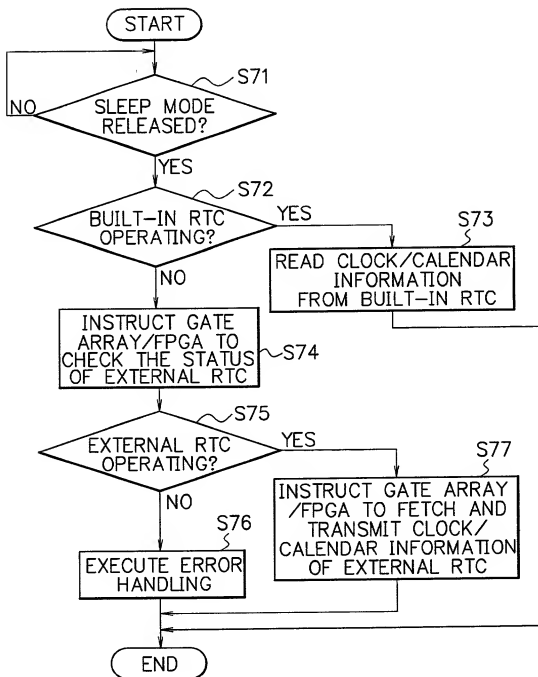 START
S71
NO
SLEEP MODE
RELEASED?
YES
S72
BUILT-IN RTC
OPERATING?
YES
S73
READ CLOCK/CALENDAR
INFORMATION
FROM BUILT-IN RTC
NO
INSTRUCT GATE
ARRAY/FPGA TO
CHECK THE STATUS
OF EXTERNAL RTC
S74
S75
EXTERNAL RTC
OPERATING?
YES
S77
INSTRUCT GATE ARRAY
/FPGA TO FETCH AND
TRANSMIT CLOCK/
CALENDAR INFORMATION
OF EXTERNAL RTC
NO
S76
EXECUTE ERROR
HANDLING
END